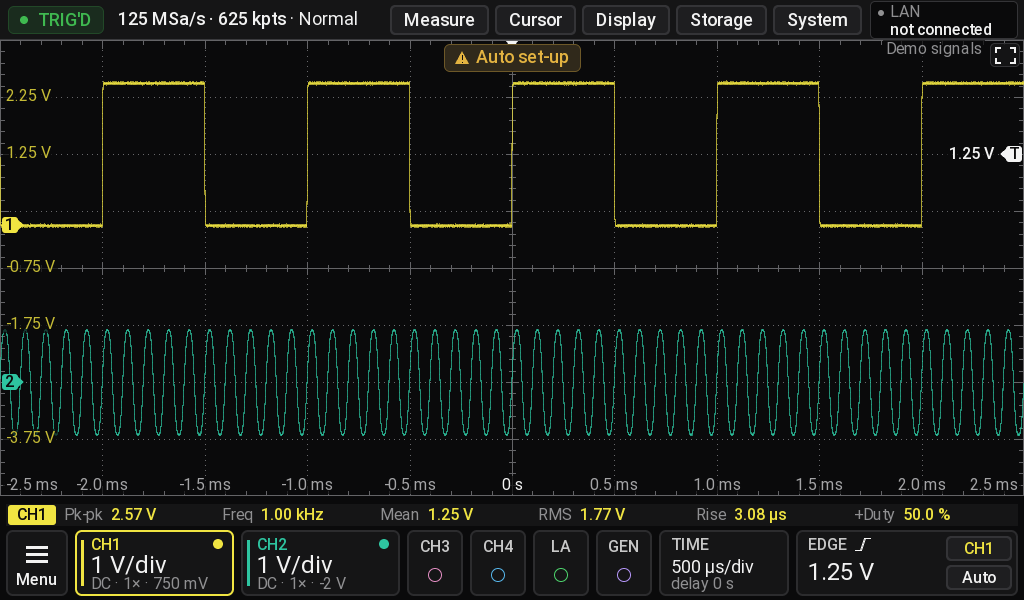 TRIG'D 125 MSa/s · 625 kpts · Normal Measure Cursor Display Storage System LAN
not connected
Demo signals
Auto set-up
2.25 V
1.25 V 1.25 V T
1
-0.75 V
-1.75 V
2
-3.75 V
-2.5 ms -2.0 ms -1.5 ms -1.0 ms -0.5 ms 0 s 0.5 ms 1.0 ms 1.5 ms 2.0 ms 2.5 ms
CH1 Pk-pk 2.57 V Freq 1.00 kHz Mean 1.25 V RMS 1.77 V Rise 3.08 µs +Duty 50.0 %
Menu
CH1
1 V/div
DC · 1× · 750 mV
CH2
1 V/div
DC · 1× · -2 V
CH3
CH4
LA
GEN
TIME
500 µs/div
delay 0 s
EDGE
1.25 V
CH1
Auto